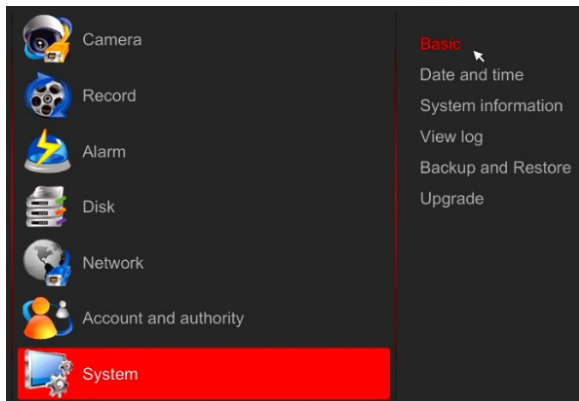 Camera
Record
Alarm
Disk
Network
Account and authority
System
Basic
Date and time
System information
View log
Backup and Restore
Upgrade